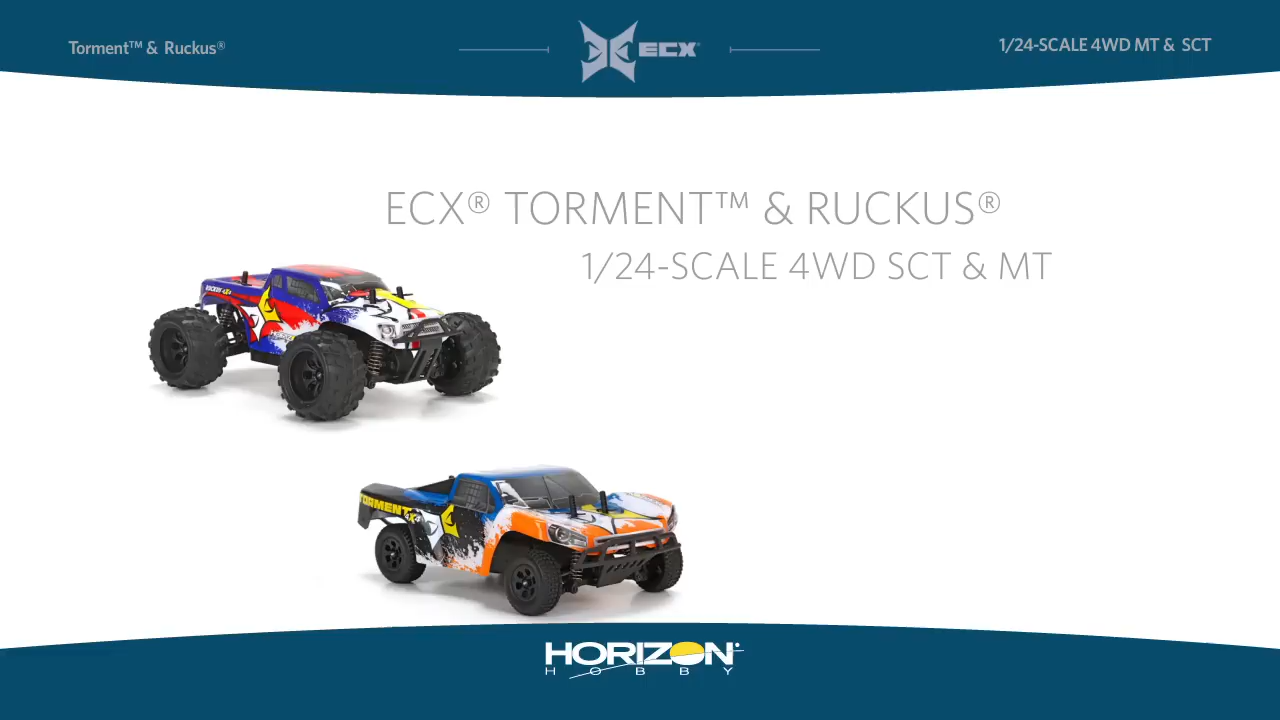 Torment™ & Ruckus®
ECX®
1/24-SCALE 4WD MT & SCT
ECX® TORMENT™ & RUCKUS®
1/24-SCALE 4WD SCT & MT
TORMENT 4X4
HORIZON
HOBBY